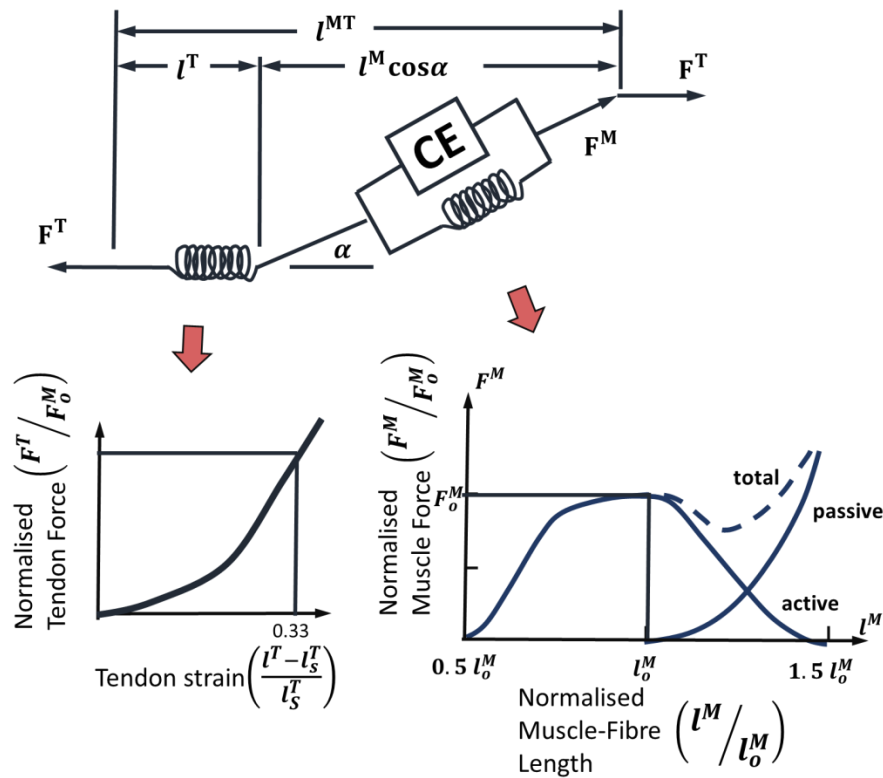 l^MT
l^T
l^M cosα
F^T
CE
F^M
F^T
α
Normalised
Tendon Force (F^T/F_o^M)
0.33
Tendon strain((l^T−l_S^T)/l_S^T)
Normalised
Muscle Force (F^M/F_o^M)
F^M
F_o^M
total
passive
active
l^M
0.5 l_o^M
l_o^M
1.5 l_o^M
Normalised
Muscle-Fibre
Length (l^M/l_o^M)